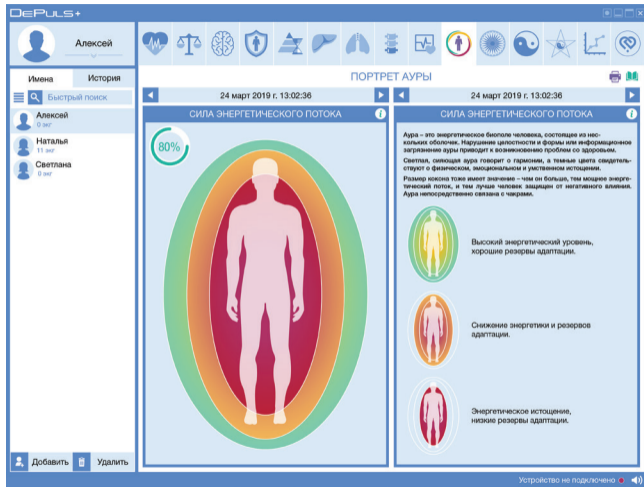 DePuls+
Алексей
Имена
История
Быстрый поиск
Алексей
0 экг
Наталья
11 экг
Светлана
0 экг
Добавить
Удалить
ПОРТРЕТ АУРЫ
24 март 2019 г. 13:02:36
СИЛА ЭНЕРГЕТИЧЕСКОГО ПОТОКА
i
80%
24 март 2019 г. 13:02:36
СИЛА ЭНЕРГЕТИЧЕСКОГО ПОТОКА
i
Аура – это энергетическое биополе человека, состоящее из нес-
кольких оболочек. Нарушение целостности и формы или информационное
загрязнение ауры приводит к возникновению проблем со здоровьем.
Светлая, сияющая аура говорит о гармонии, а темные цвета свидетель-
ствуют о физическом, эмоциональном и умственном истощении.
Размер кокона тоже имеет значение – чем он больше, тем мощнее энерге-
тический поток, и тем лучше человек защищен от негативного влияния.
Аура непосредственно связана с чакрами.
Высокий энергетический уровень,
хорошие резервы адаптации.
Снижение энергетики и резервов
адаптации.
Энергетическое истощение,
низкие резервы адаптации.
Устройство не подключено